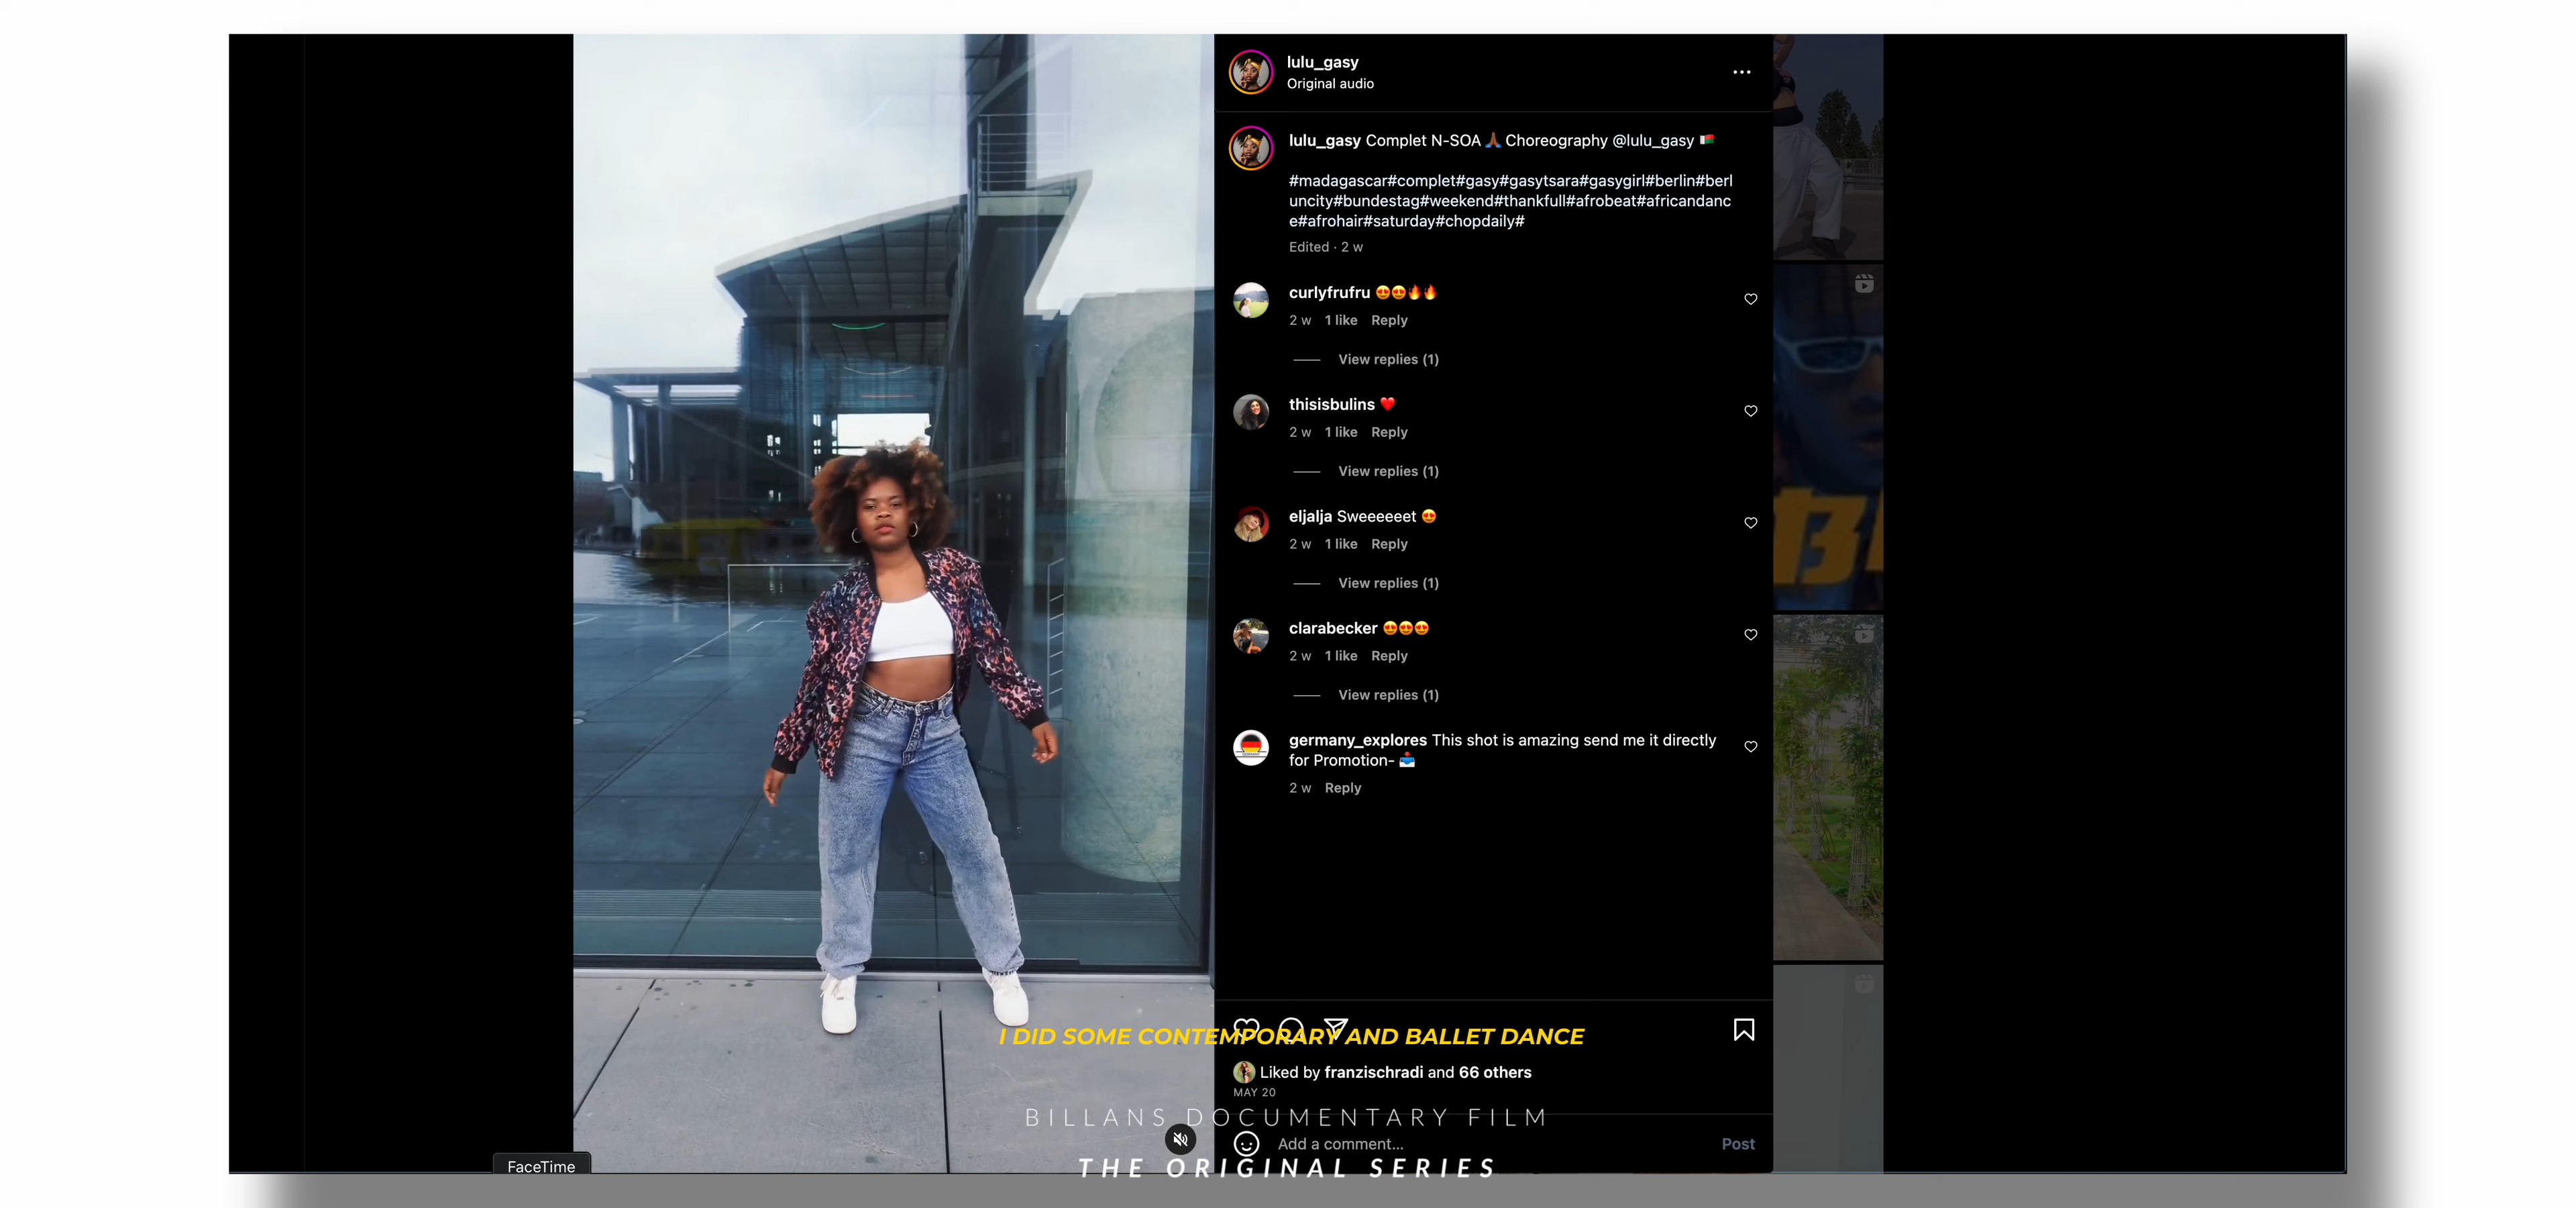 lulu_gasy
Original audio
lulu_gasy Complet N-SOA 🙏🏾 Choreography @lulu_gasy 🇲🇬
#madagascar#complet#gasy#gasytsara#gasygirl#berlin#berl
uncity#bundestag#weekend#thankfull#afrobeat#africandanc
e#afrohair#saturday#chopdaily#
Edited · 2 w
curlyfrufru 😍😍🔥🔥
2 w 1 like Reply
View replies (1)
thisisbulins ❤️
2 w 1 like Reply
View replies (1)
eljalja Sweeeeeet 😍
2 w 1 like Reply
View replies (1)
clarabecker 😍😍😍
2 w 1 like Reply
View replies (1)
germany_explores This shot is amazing send me it directly
for Promotion- 📥
2 w Reply
I DID SOME CONTEMPORARY AND BALLET DANCE
Liked by franzischradi and 66 others
MAY 20
BILLANS DOCUMENTARY FILM
Add a comment...
Post
FaceTime
THE ORIGINAL SERIES